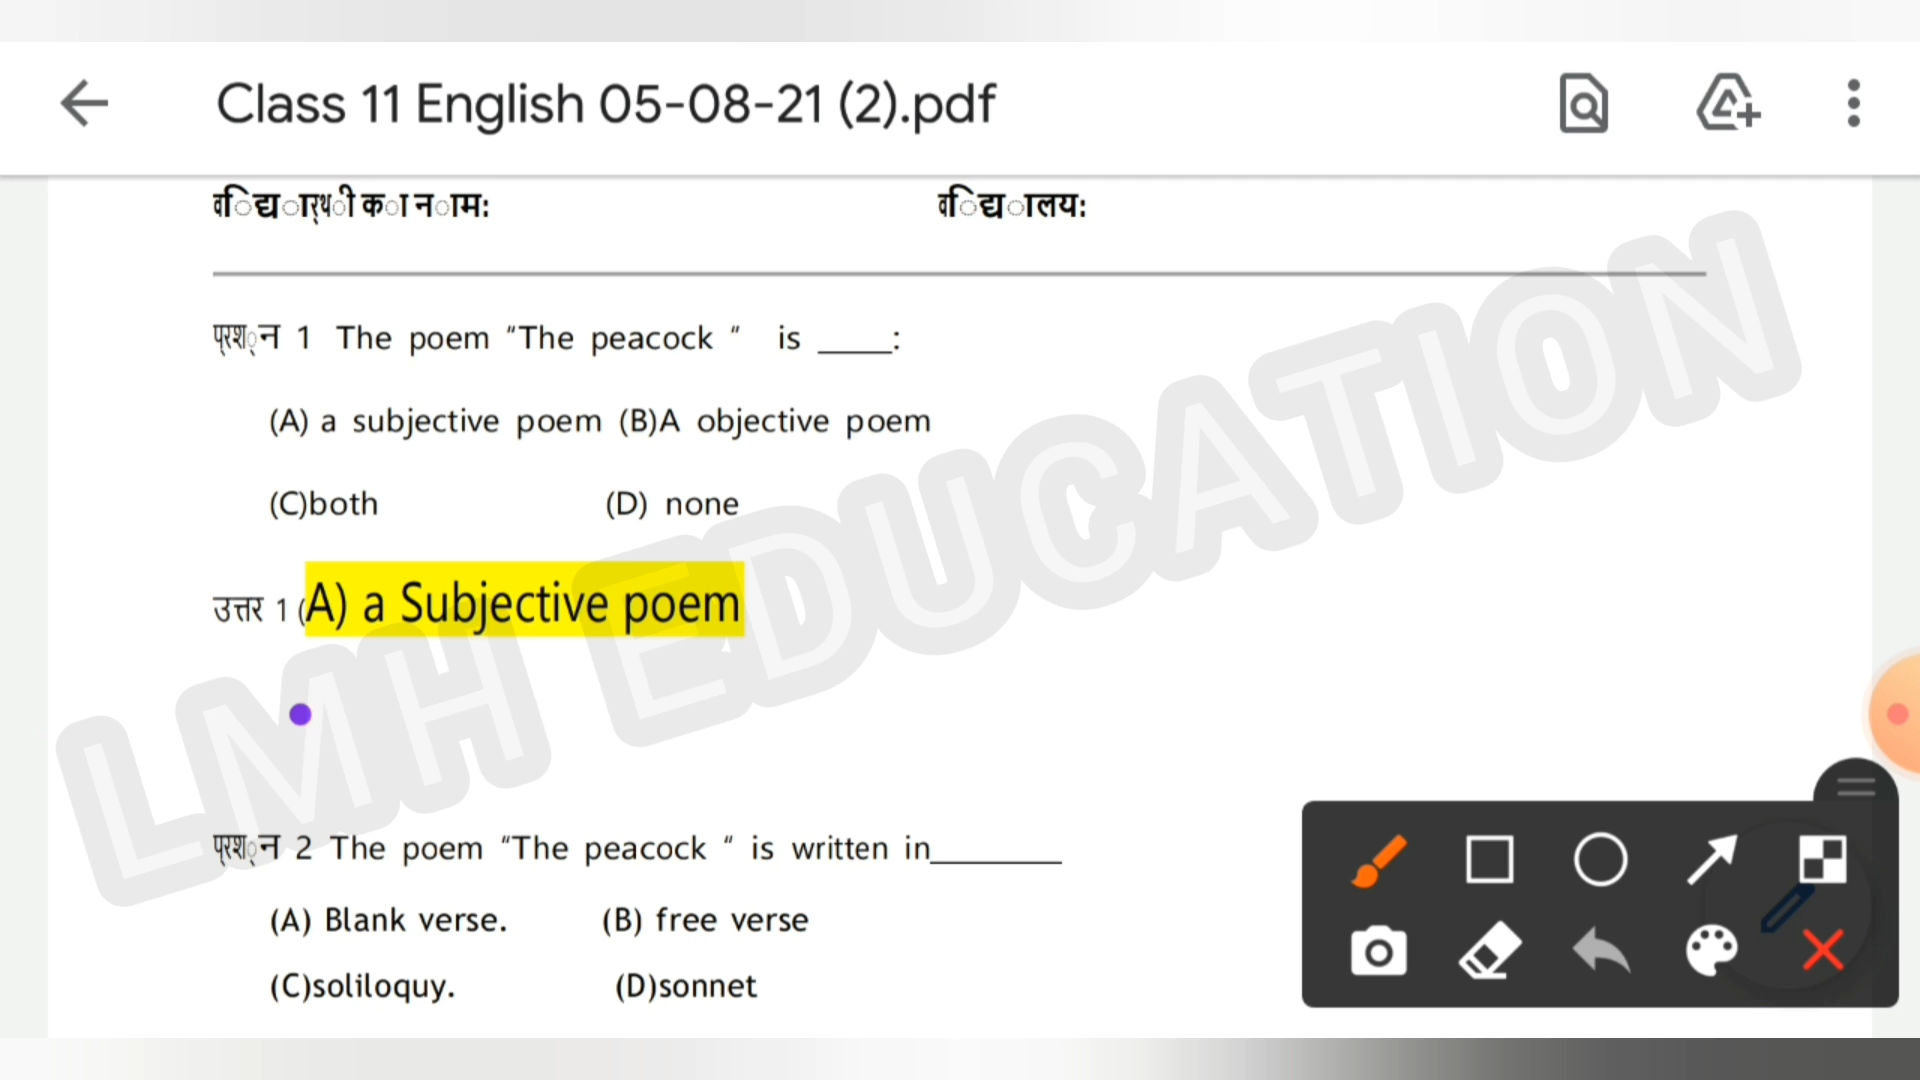 Class 11 English 05-08-21 (2).pdf
विद्यार्थी का नाम: विद्यालय:
प्रश्न 1 The poem “The peacock “ is ____:
(A) a subjective poem (B)A objective poem
(C)both (D) none
उत्तर 1 (A) a Subjective poem
प्रश्न 2 The poem “The peacock “ is written in_______
(A) Blank verse. (B) free verse
(C)soliloquy. (D)sonnet
LMH EDUCATION